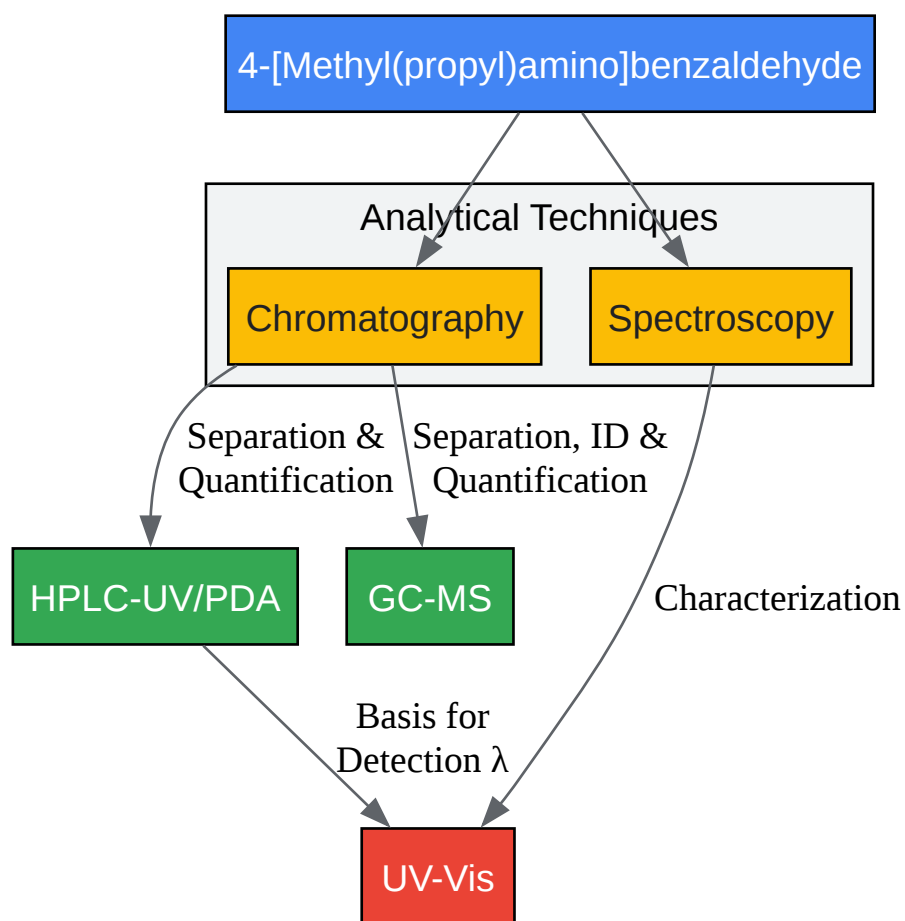 4-[Methyl(propyl)amino]benzaldehyde
Analytical Techniques
Chromatography
Spectroscopy
Separation &
Quantification
Separation, ID &
Quantification
HPLC-UV/PDA
GC-MS
Characterization
Basis for
Detection λ
UV-Vis